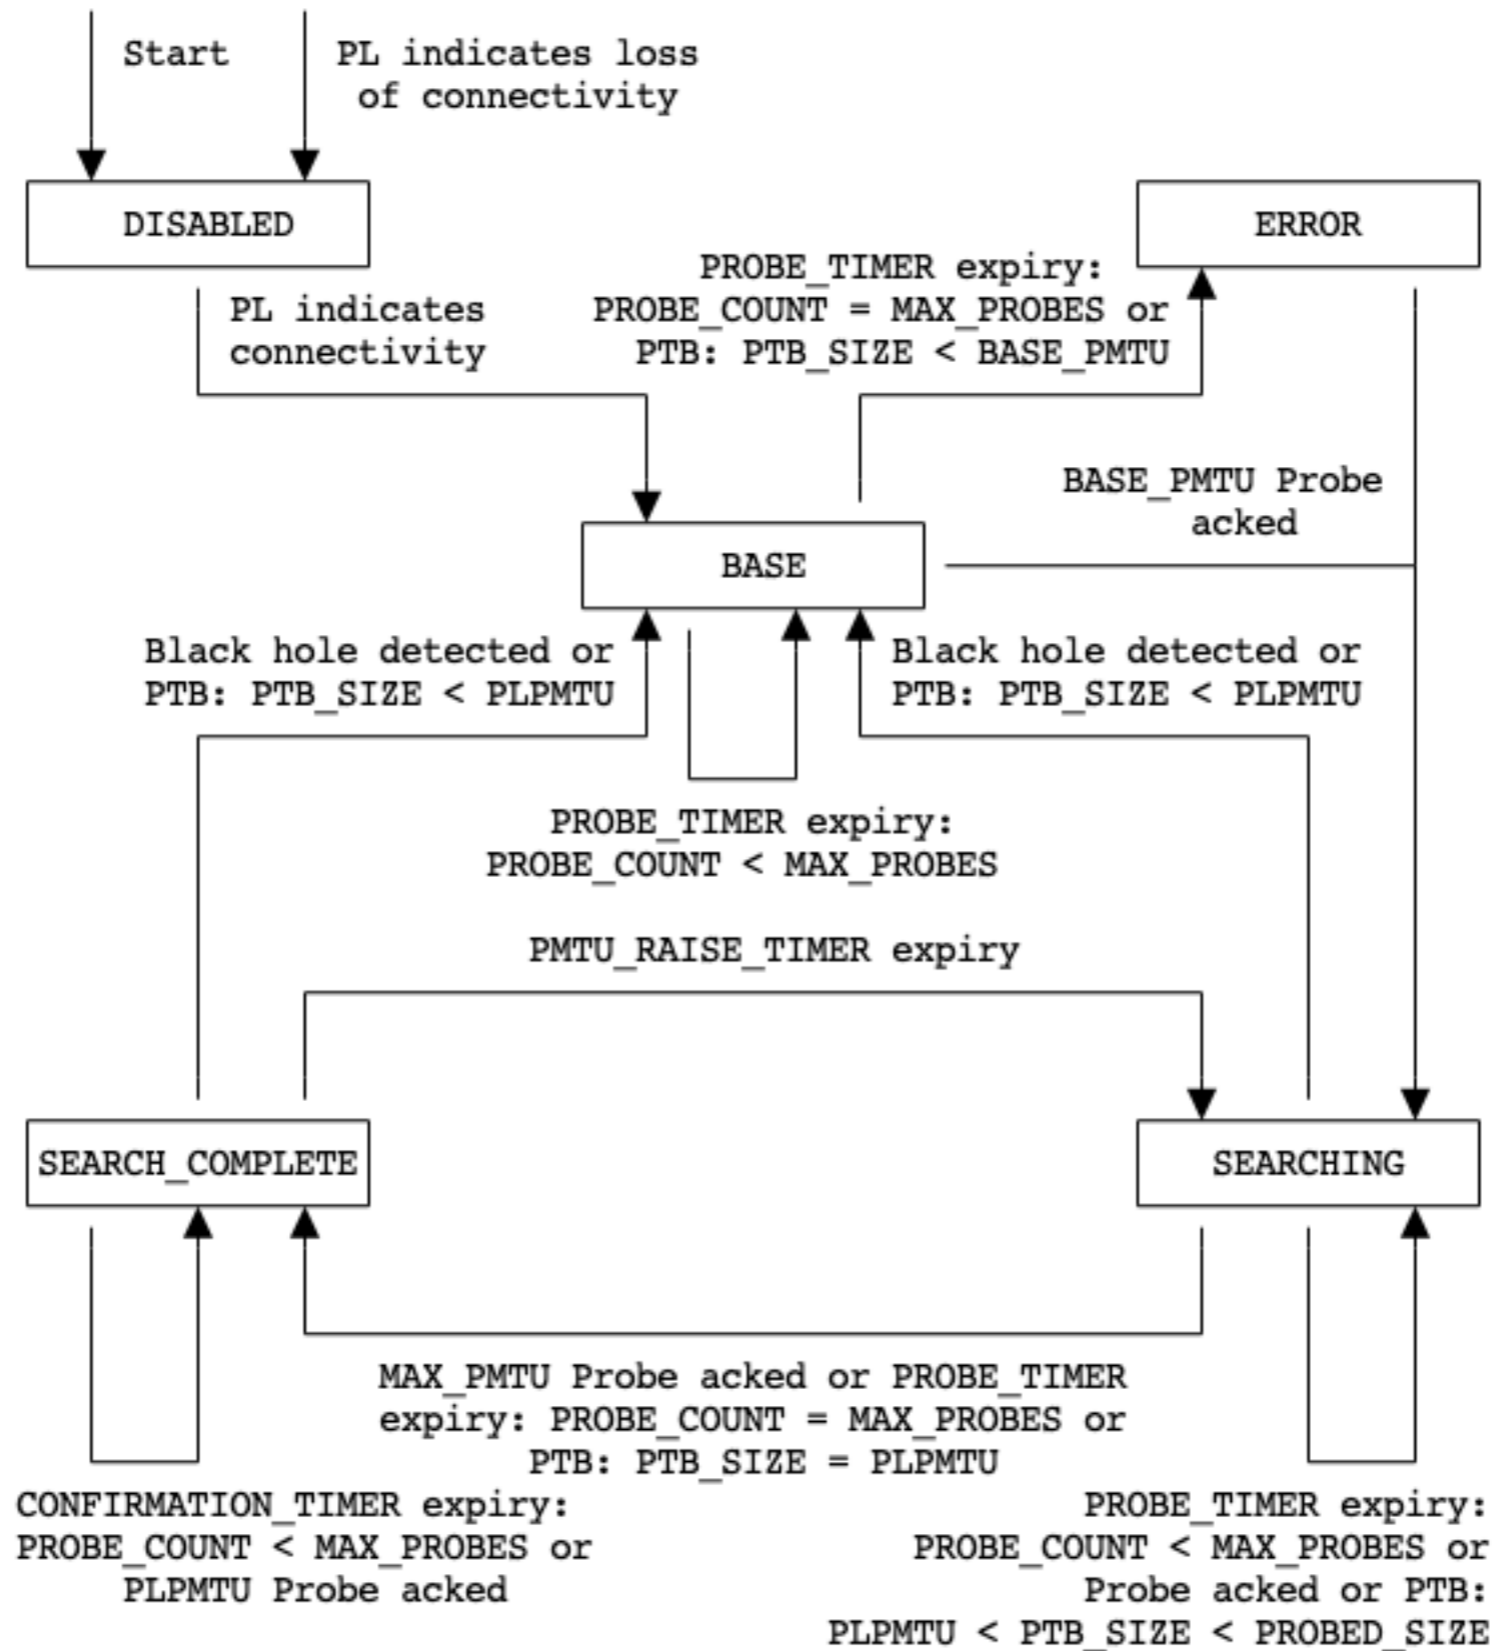 Start
PL indicates loss
of connectivity
DISABLED
ERROR
PL indicates
connectivity
PROBE_TIMER expiry:
PROBE_COUNT = MAX_PROBES or
PTB: PTB_SIZE < BASE_PMTU
BASE_PMTU Probe
acked
BASE
Black hole detected or
PTB: PTB_SIZE < PLPMTU
Black hole detected or
PTB: PTB_SIZE < PLPMTU
PROBE_TIMER expiry:
PROBE_COUNT < MAX_PROBES
PMTU_RAISE_TIMER expiry
SEARCH_COMPLETE
SEARCHING
MAX_PMTU Probe acked or PROBE_TIMER
expiry: PROBE_COUNT = MAX_PROBES or
PTB: PTB_SIZE = PLPMTU
CONFIRMATION_TIMER expiry:
PROBE_COUNT < MAX_PROBES or
PLPMTU Probe acked
PROBE_TIMER expiry:
PROBE_COUNT < MAX_PROBES or
Probe acked or PTB:
PLPMTU < PTB_SIZE < PROBED_SIZE